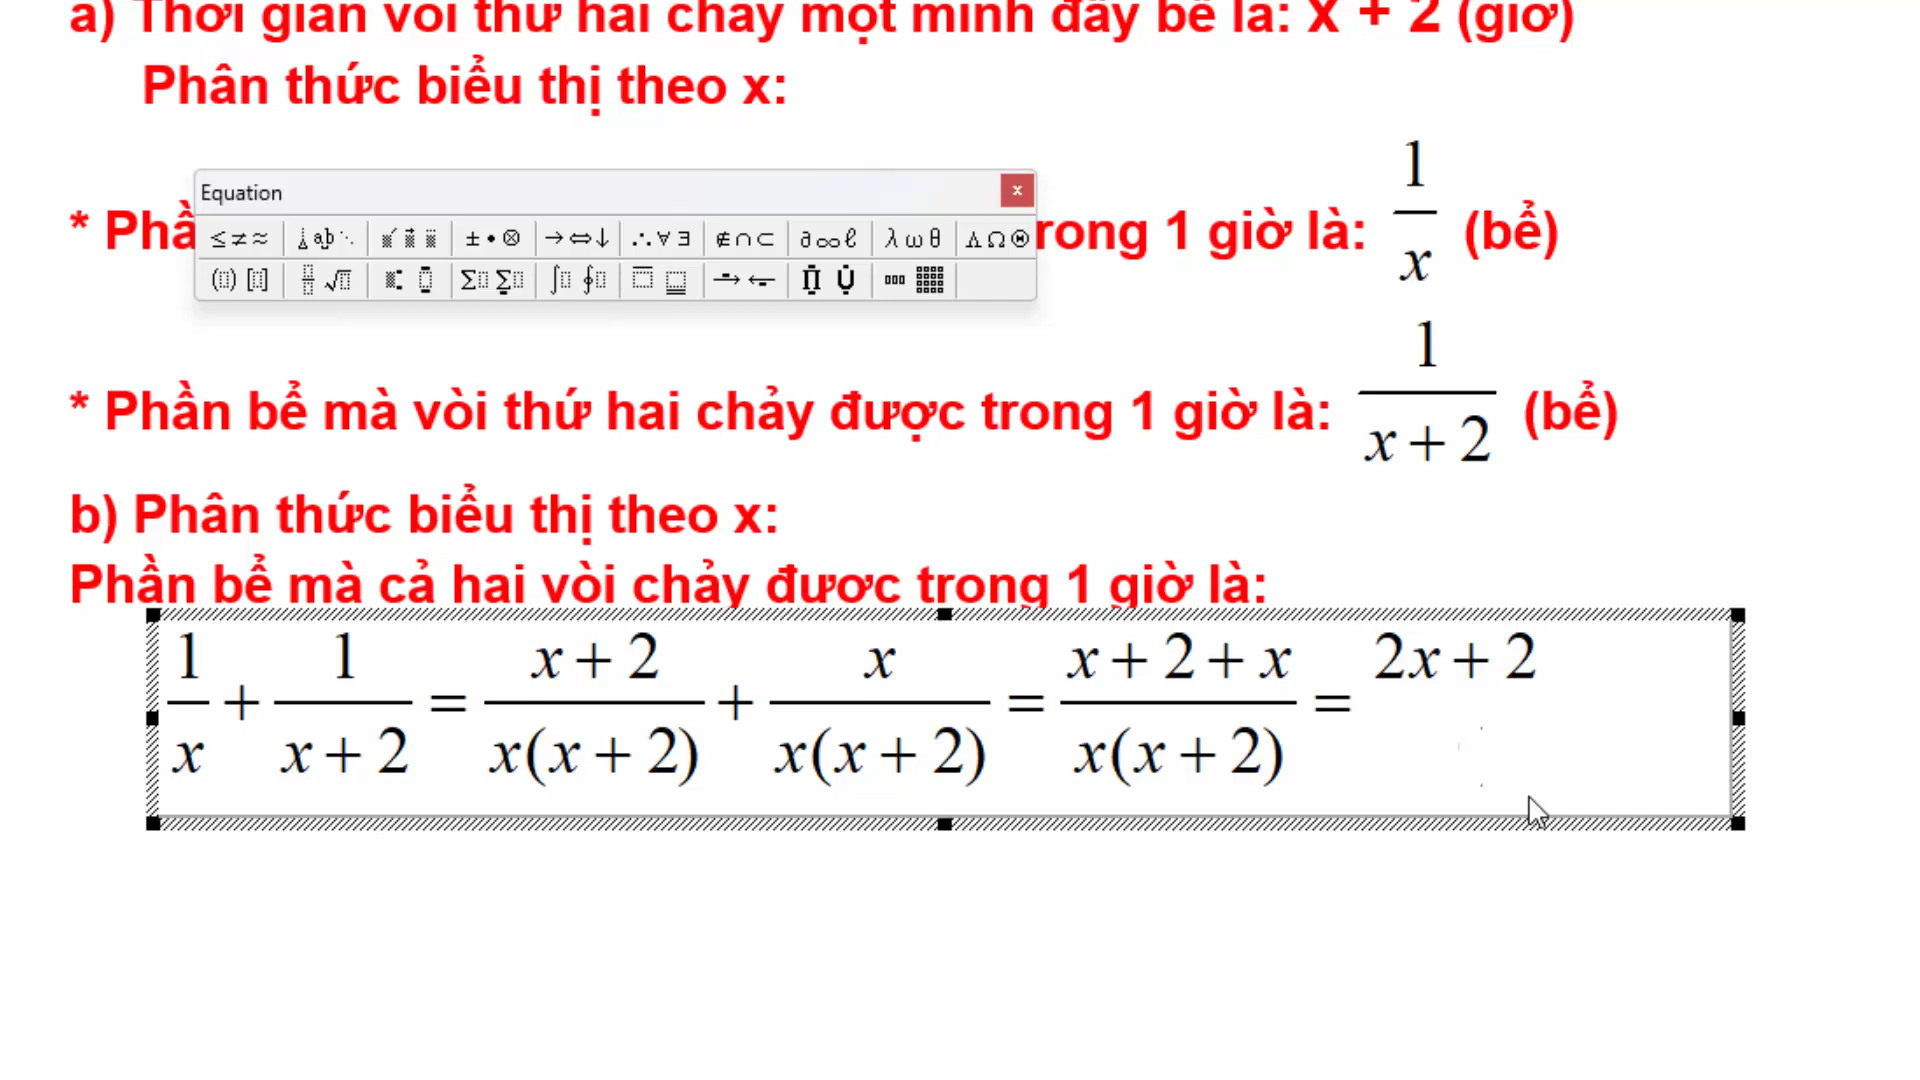 a) Thời gian vòi thứ hai chảy một mình đầy bể là: x + 2 (giờ)
Phân thức biểu thị theo x:
Equation x
≤≠≈ ab ± • ⊗ →⇔↓ ∴∀∃ ∉∩⊂ ∂∞ℓ λωθ ΛΩΘ
* Phầ rong 1 giờ là: 1/x (bể)
* Phần bể mà vòi thứ hai chảy được trong 1 giờ là: 1/(x+2) (bể)
b) Phân thức biểu thị theo x:
Phần bể mà cả hai vòi chảy được trong 1 giờ là:
1/x + 1/(x+2) = (x+2)/(x(x+2)) + x/(x(x+2)) = (x+2+x)/(x(x+2)) = 2x+2